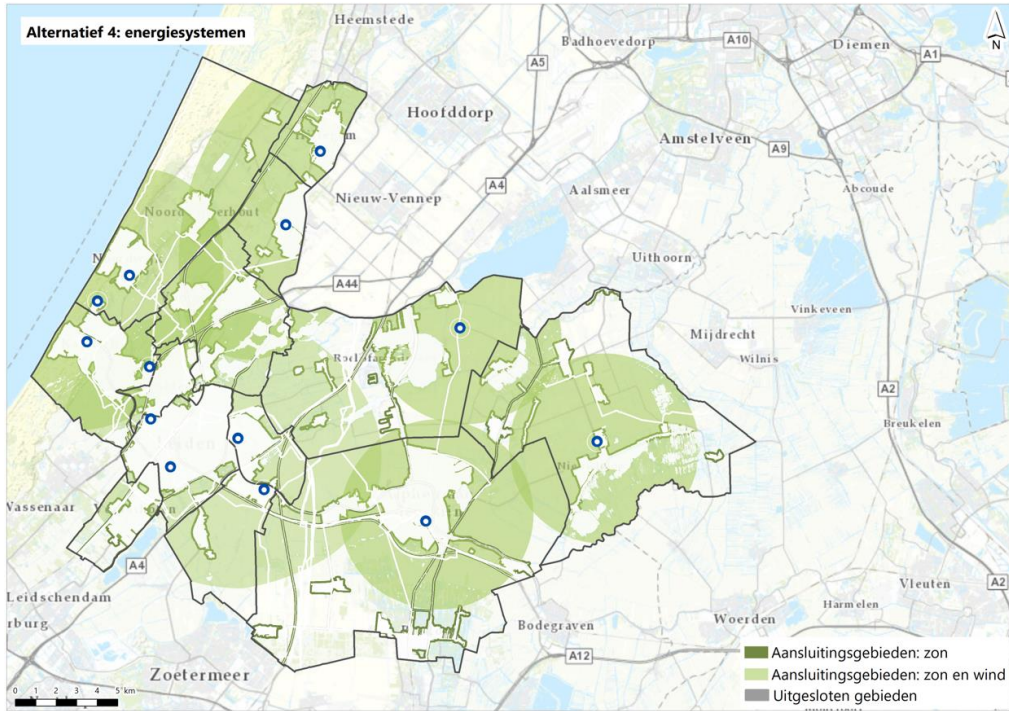 Alternatief 4: energiesystemen
Heemstede
Badhoevedorp
A10
Diemen
A1
N
A5
Hoofddorp
Amstelveen
A9
A4
Nieuw-Vennep
Aalsmeer
Abcoude
Uithoorn
A44
Vinkeveen
Mijdrecht
Wilnis
A2
Breukelen
Wassenaar
A4
Leidschendam
Vleuten
A2
Harmelen
Woerden
Bodegraven
A12
Zoetermeer
Aansluitingsgebieden: zon
Aansluitingsgebieden: zon en wind
Uitgesloten gebieden
0 1 2 3 4 5 km